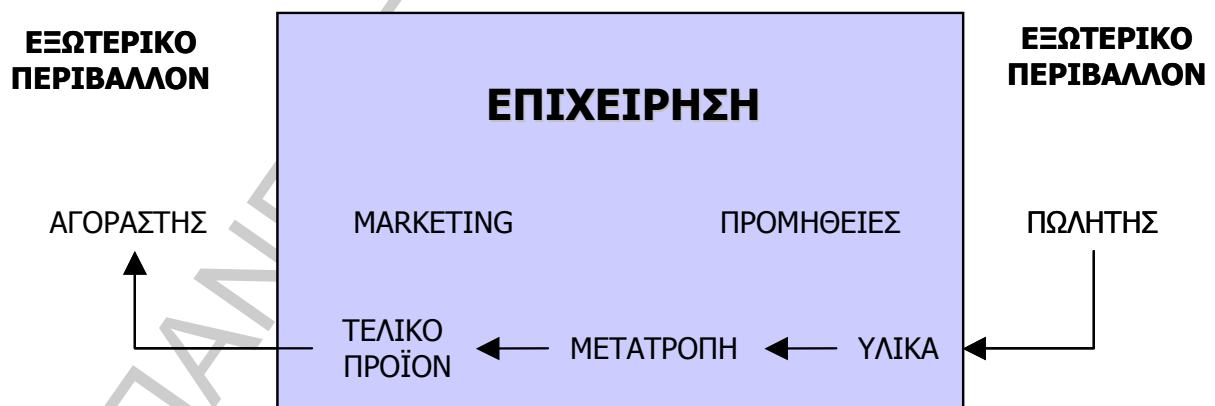 ΕΞΩΤΕΡΙΚΟ
ΠΕΡΙΒΑΛΛΟΝ
ΕΞΩΤΕΡΙΚΟ
ΠΕΡΙΒΑΛΛΟΝ
ΕΠΙΧΕΙΡΗΣΗ
ΑΓΟΡΑΣΤΗΣ
MARKETING
ΠΡΟΜΗΘΕΙΕΣ
ΠΩΛΗΤΗΣ
ΤΕΛΙΚΟ
ΠΡΟΪΟΝ
ΜΕΤΑΤΡΟΠΗ
ΥΛΙΚΑ